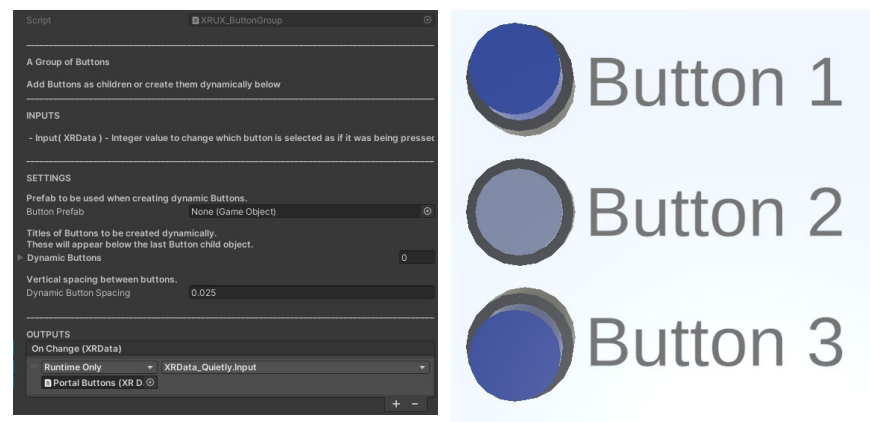 Script XRUX_ButtonGroup
A Group of Buttons
Add Buttons as children or create them dynamically below
INPUTS
- Input( XRData ) - Integer value to change which button is selected as if it was being pressed
SETTINGS
Prefab to be used when creating dynamic Buttons.
Button Prefab None (Game Object)
Titles of Buttons to be created dynamically.
These will appear below the last Button child object.
Dynamic Buttons 0
Vertical spacing between buttons.
Dynamic Button Spacing 0.025
OUTPUTS
On Change (XRData)
Runtime Only XRData_Quietly.Input
Portal Buttons (XR D
+ -
Button 1
Button 2
Button 3